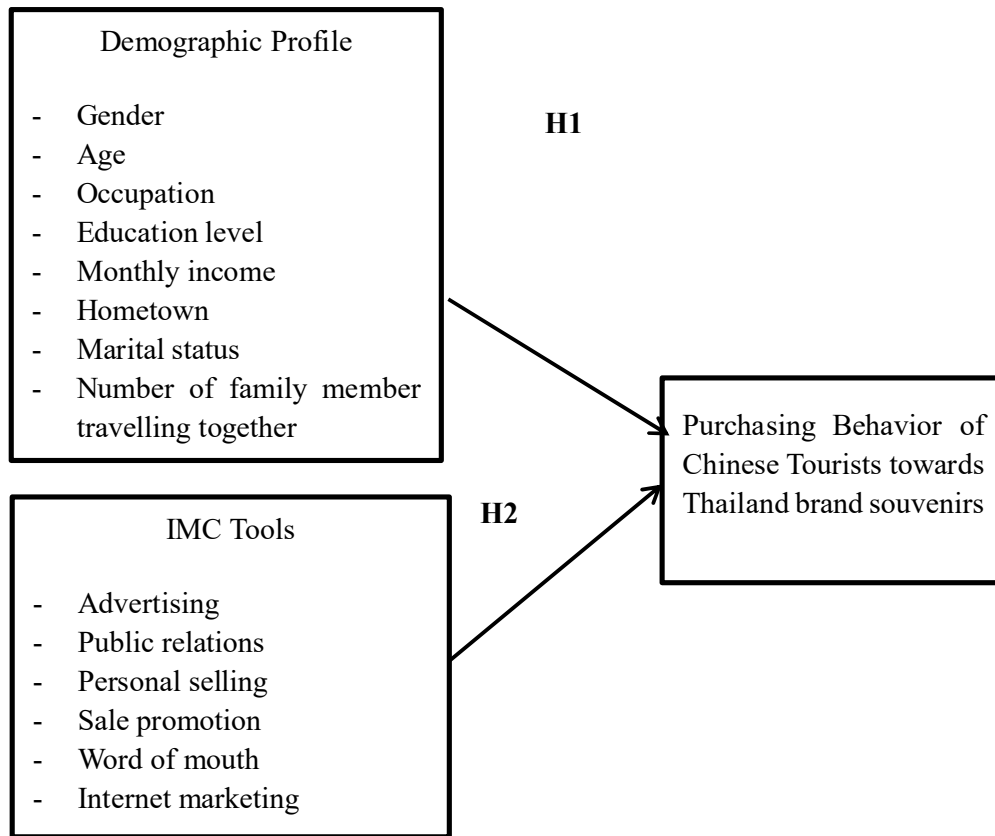 Demographic Profile
- Gender
- Age
- Occupation
- Education level
- Monthly income
- Hometown
- Marital status
- Number of family member
travelling together
H1
Purchasing Behavior of
Chinese Tourists towards
Thailand brand souvenirs
H2
IMC Tools
- Advertising
- Public relations
- Personal selling
- Sale promotion
- Word of mouth
- Internet marketing